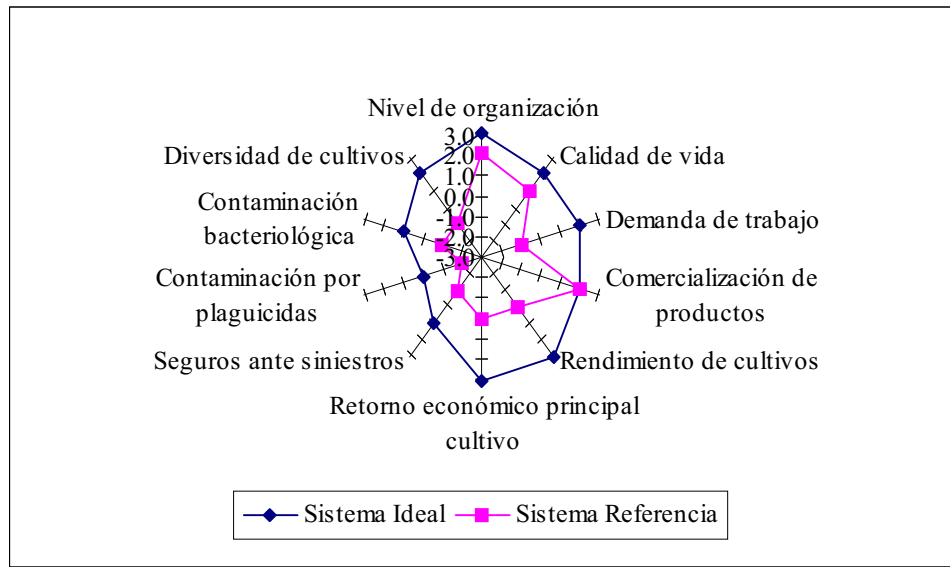 Nivel de organización
3.0
2.0
1.0
0.0
-1.0
-2.0
-3.0
Calidad de vida
Demanda de trabajo
Comercialización de
productos
Rendimiento de cultivos
Retorno económico principal
cultivo
Seguros ante siniestros
Contaminación por
plaguicidas
Contaminación
bacteriológica
Diversidad de cultivos
Sistema Ideal
Sistema Referencia